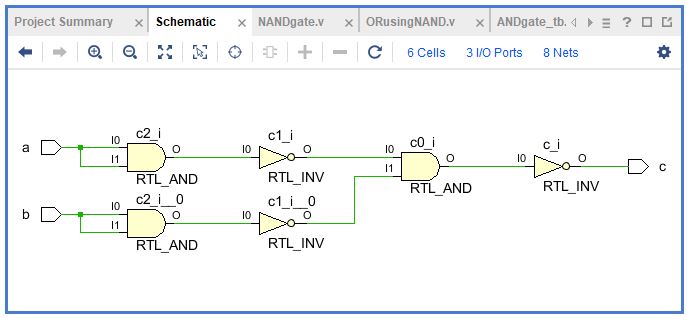 Project Summary × Schematic × NANDgate.v × ORusingNAND.v × ANDgate_tb. ?
6 Cells 3 I/O Ports 8 Nets
a I0 I1 c2_i O RTL_AND
I0 c1_i O RTL_INV
I0 I1 c0_i O RTL_AND
I0 c_i O RTL_INV c
b I0 I1 c2_i__0 O RTL_AND
I0 c1_i__0 O RTL_INV